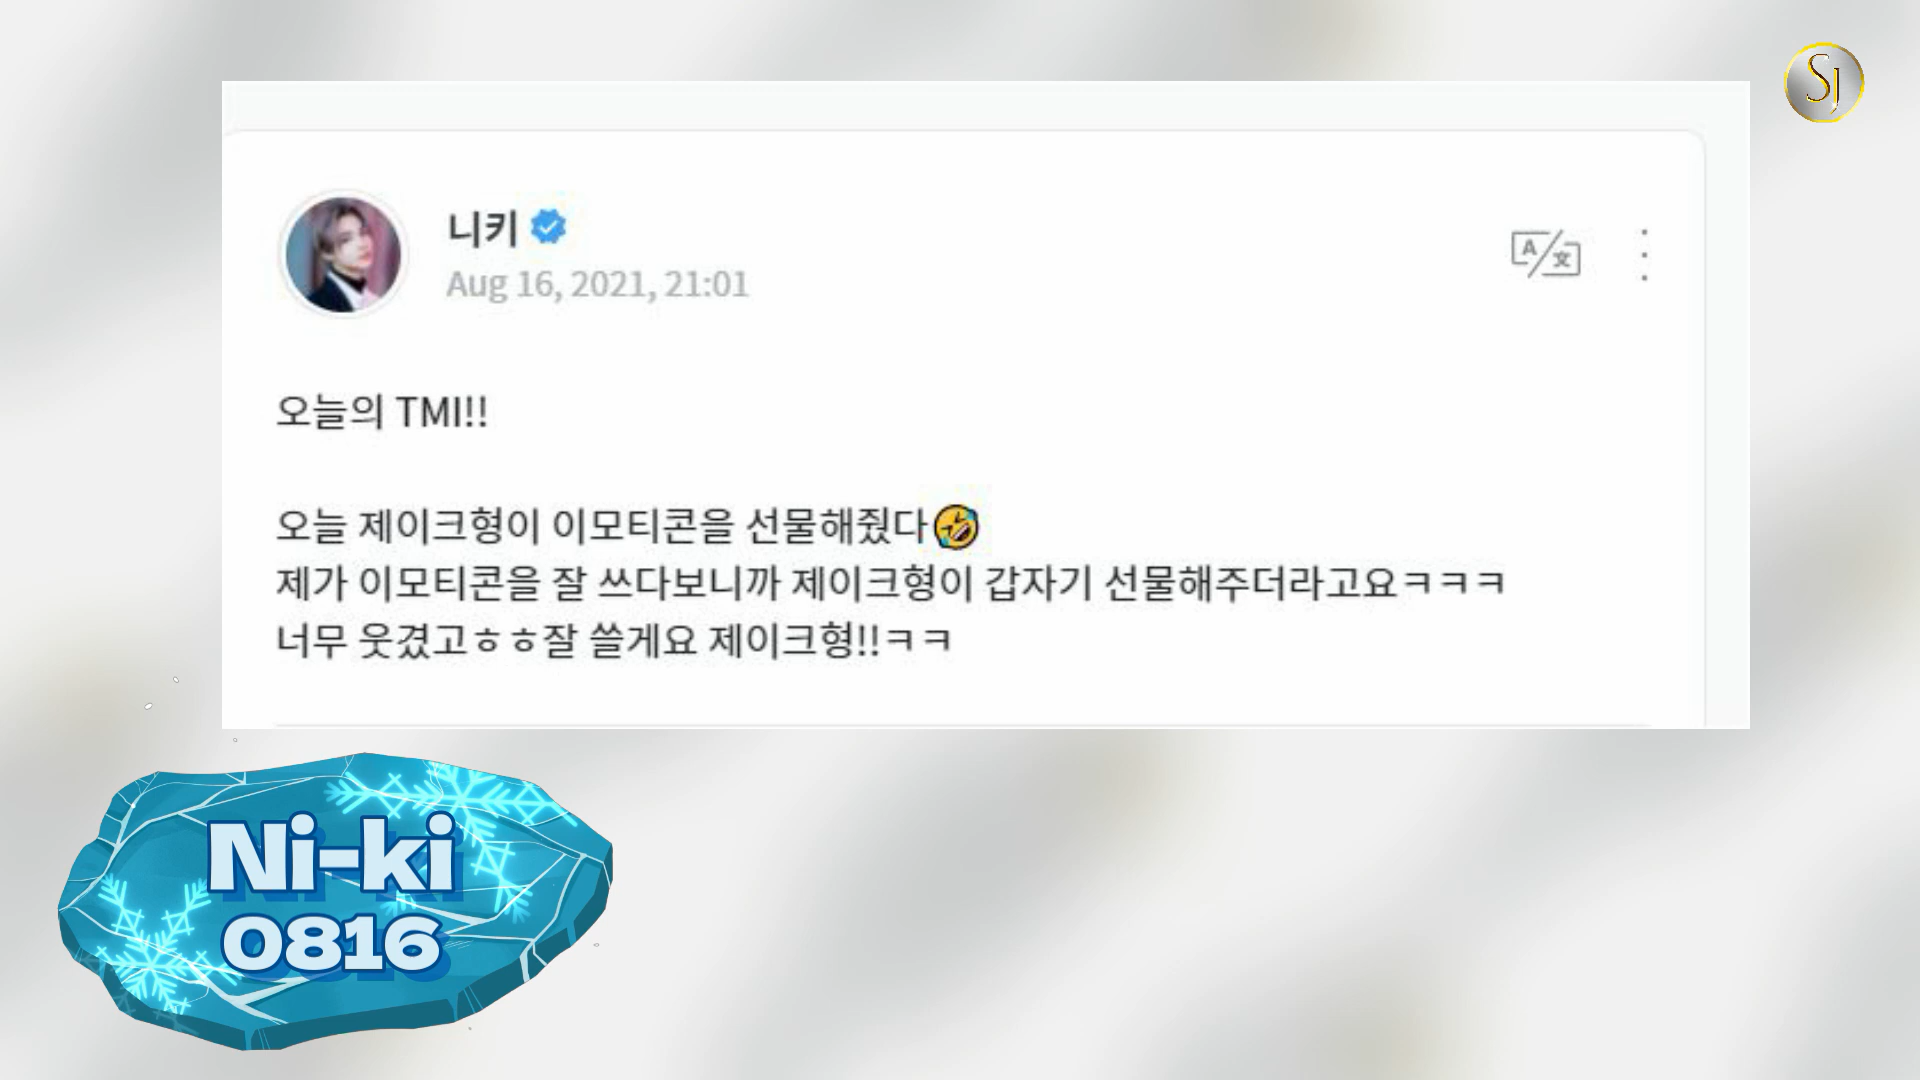 SJ
니키
Aug 16, 2021, 21:01
오늘의 TMI!!
오늘 제이크형이 이모티콘을 선물해줬다🤣
제가 이모티콘을 잘 쓰다보니까 제이크형이 갑자기 선물해주더라고요ㅋㅋㅋ
너무 웃겼고ㅎㅎ잘 쓸게요 제이크형!!ㅋㅋ
Ni-ki
0816